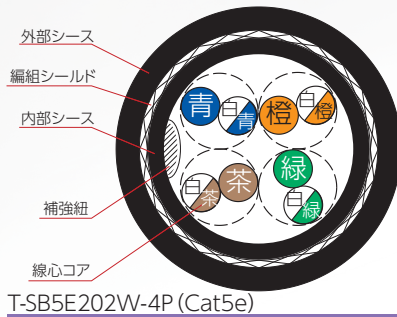 外部シース
編組シールド
内部シース
補強紐
線心コア
青
白
青
橙
白
橙
白
茶
茶
緑
白
緑
T-SB5E202W-4P (Cat5e)